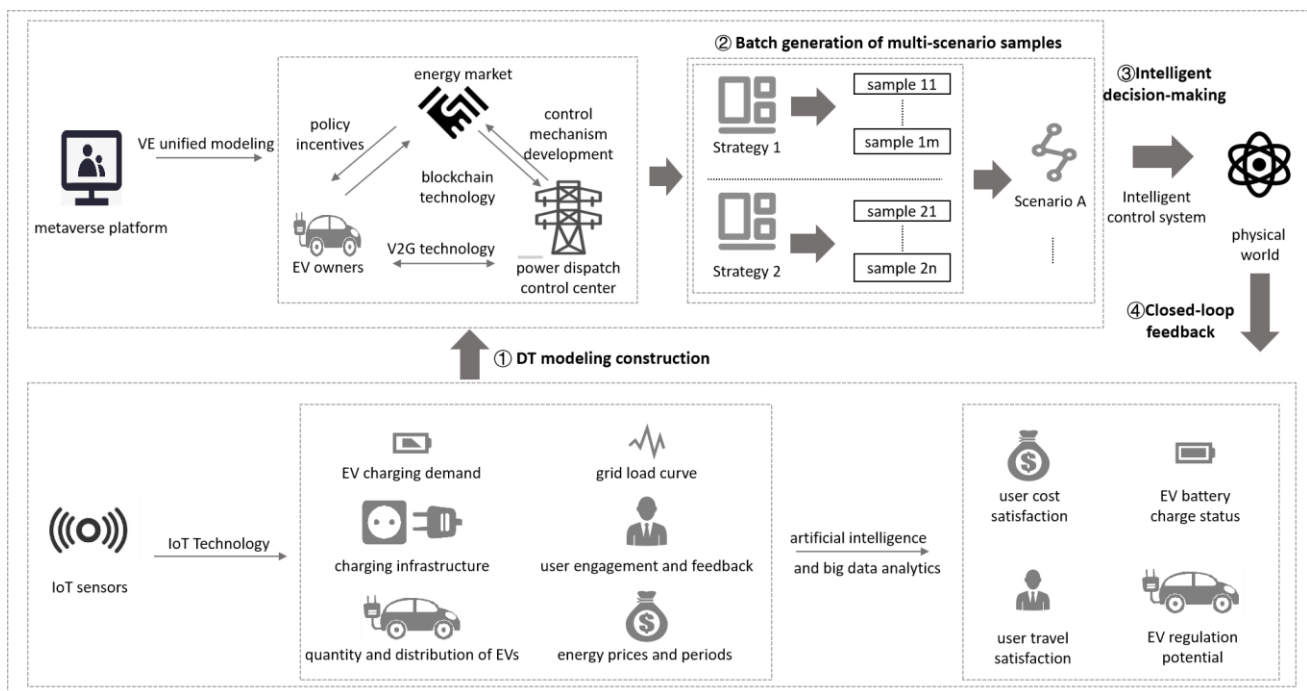 ② Batch generation of multi-scenario samples
metaverse platform
VE unified modeling
energy market
policy
incentives
control
mechanism
development
blockchain
technology
V2G technology
EV owners
power dispatch
control center
Strategy 1
sample 11
sample 1m
Strategy 2
sample 21
sample 2n
Scenario A
③Intelligent
decision-making
Intelligent
control system
physical
world
④Closed-loop
feedback
① DT modeling construction
IoT sensors
IoT Technology
EV charging demand
grid load curve
charging infrastructure
user engagement and feedback
quantity and distribution of EVs
energy prices and periods
artificial intelligence
and big data analytics
user cost
satisfaction
EV battery
charge status
user travel
satisfaction
EV regulation
potential